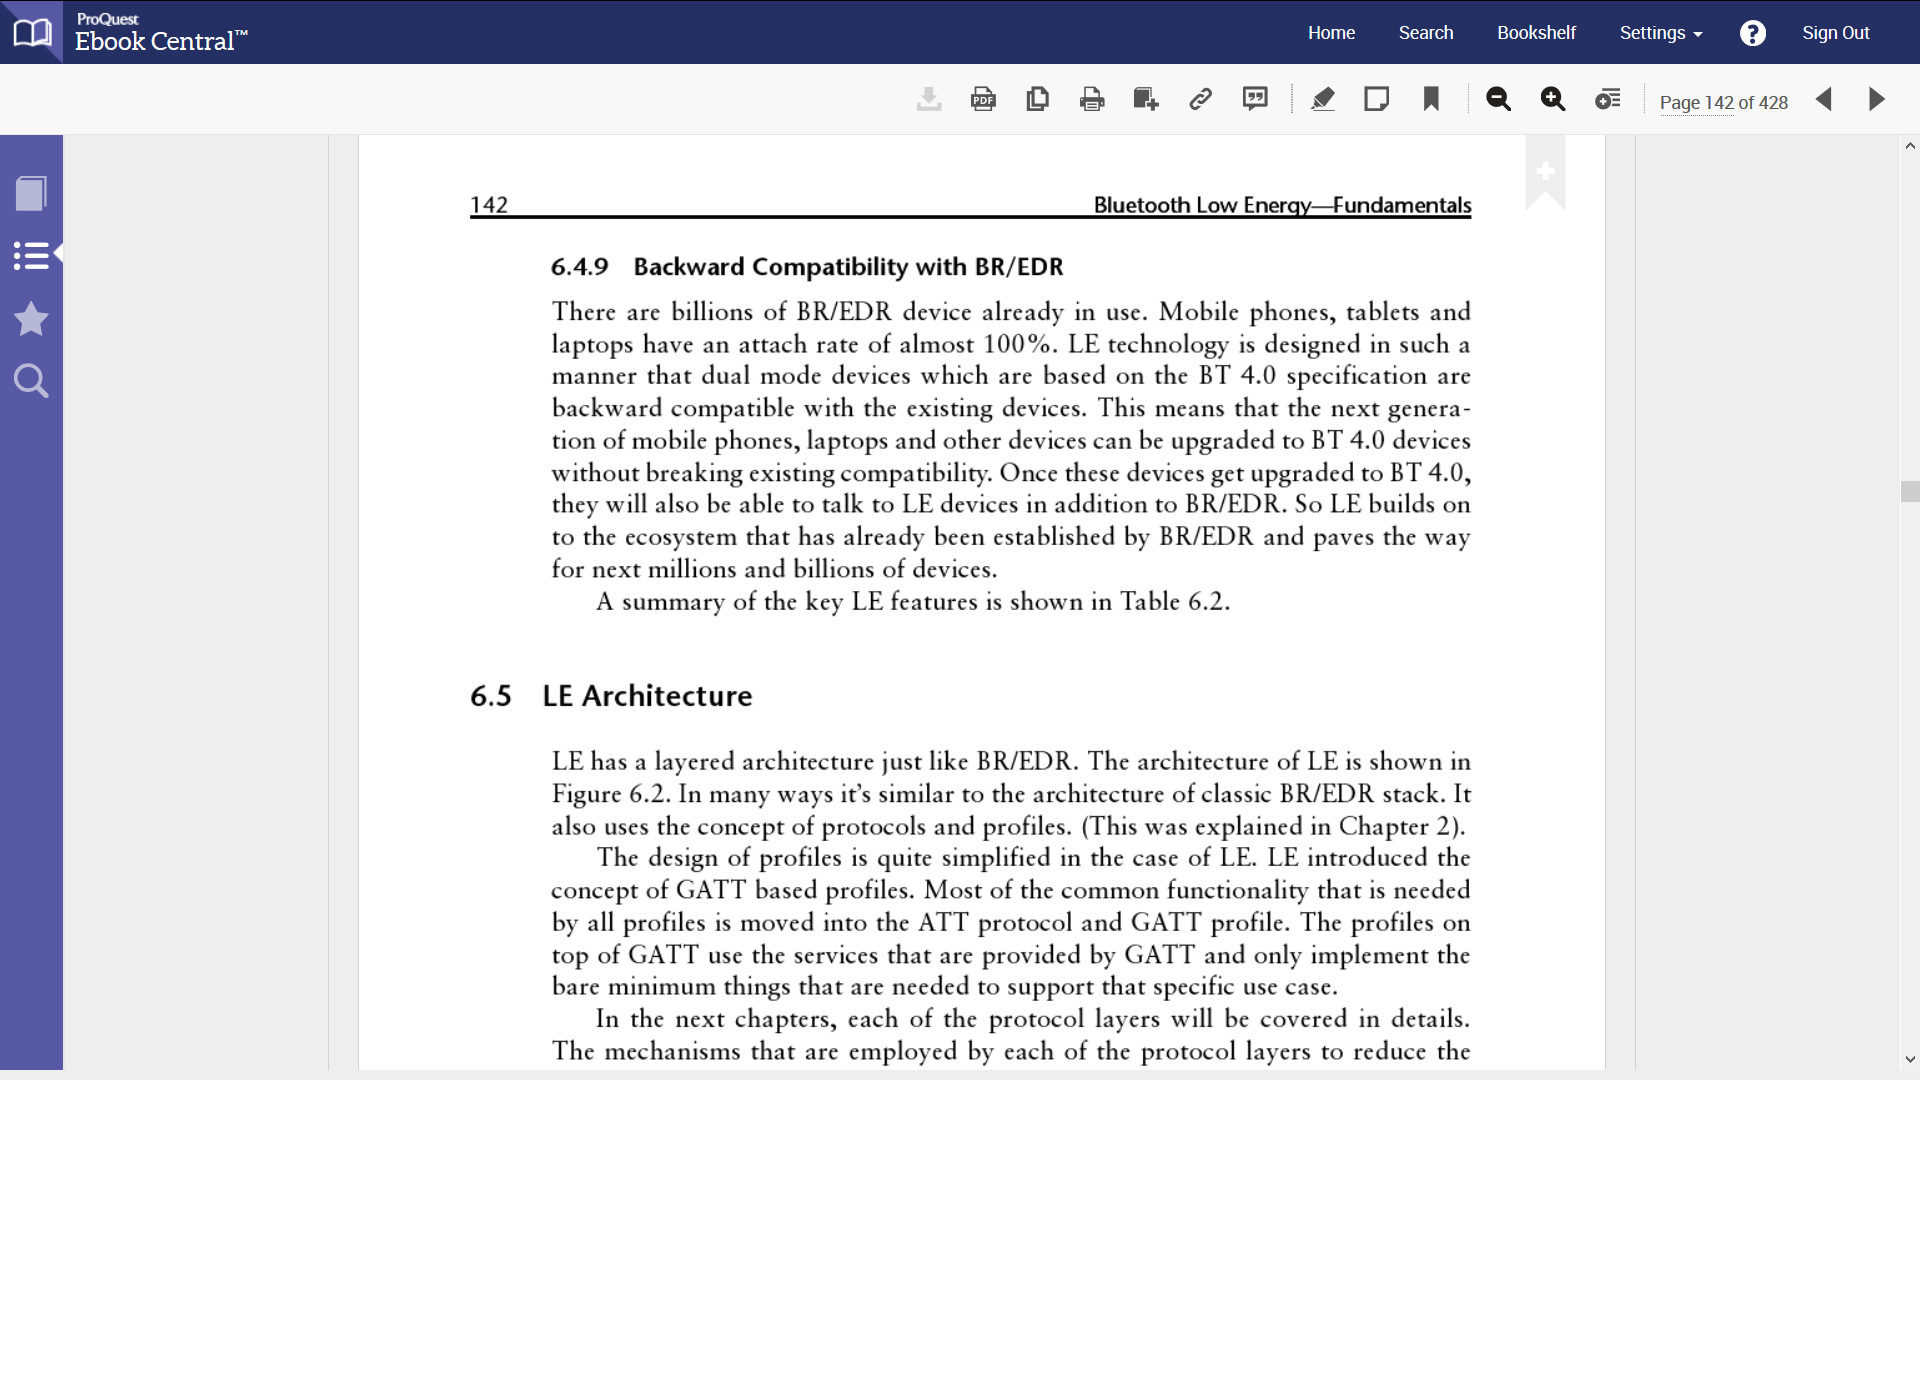 ProQuest
Ebook Central™
Home Search Bookshelf Settings ? Sign Out
PDF
Page 142 of 428
142 Bluetooth Low Energy—Fundamentals
6.4.9 Backward Compatibility with BR/EDR
There are billions of BR/EDR device already in use. Mobile phones, tablets and
laptops have an attach rate of almost 100%. LE technology is designed in such a
manner that dual mode devices which are based on the BT 4.0 specification are
backward compatible with the existing devices. This means that the next genera-
tion of mobile phones, laptops and other devices can be upgraded to BT 4.0 devices
without breaking existing compatibility. Once these devices get upgraded to BT 4.0,
they will also be able to talk to LE devices in addition to BR/EDR. So LE builds on
to the ecosystem that has already been established by BR/EDR and paves the way
for next millions and billions of devices.
A summary of the key LE features is shown in Table 6.2.
6.5 LE Architecture
LE has a layered architecture just like BR/EDR. The architecture of LE is shown in
Figure 6.2. In many ways it’s similar to the architecture of classic BR/EDR stack. It
also uses the concept of protocols and profiles. (This was explained in Chapter 2).
The design of profiles is quite simplified in the case of LE. LE introduced the
concept of GATT based profiles. Most of the common functionality that is needed
by all profiles is moved into the ATT protocol and GATT profile. The profiles on
top of GATT use the services that are provided by GATT and only implement the
bare minimum things that are needed to support that specific use case.
In the next chapters, each of the protocol layers will be covered in details.
The mechanisms that are employed by each of the protocol layers to reduce the